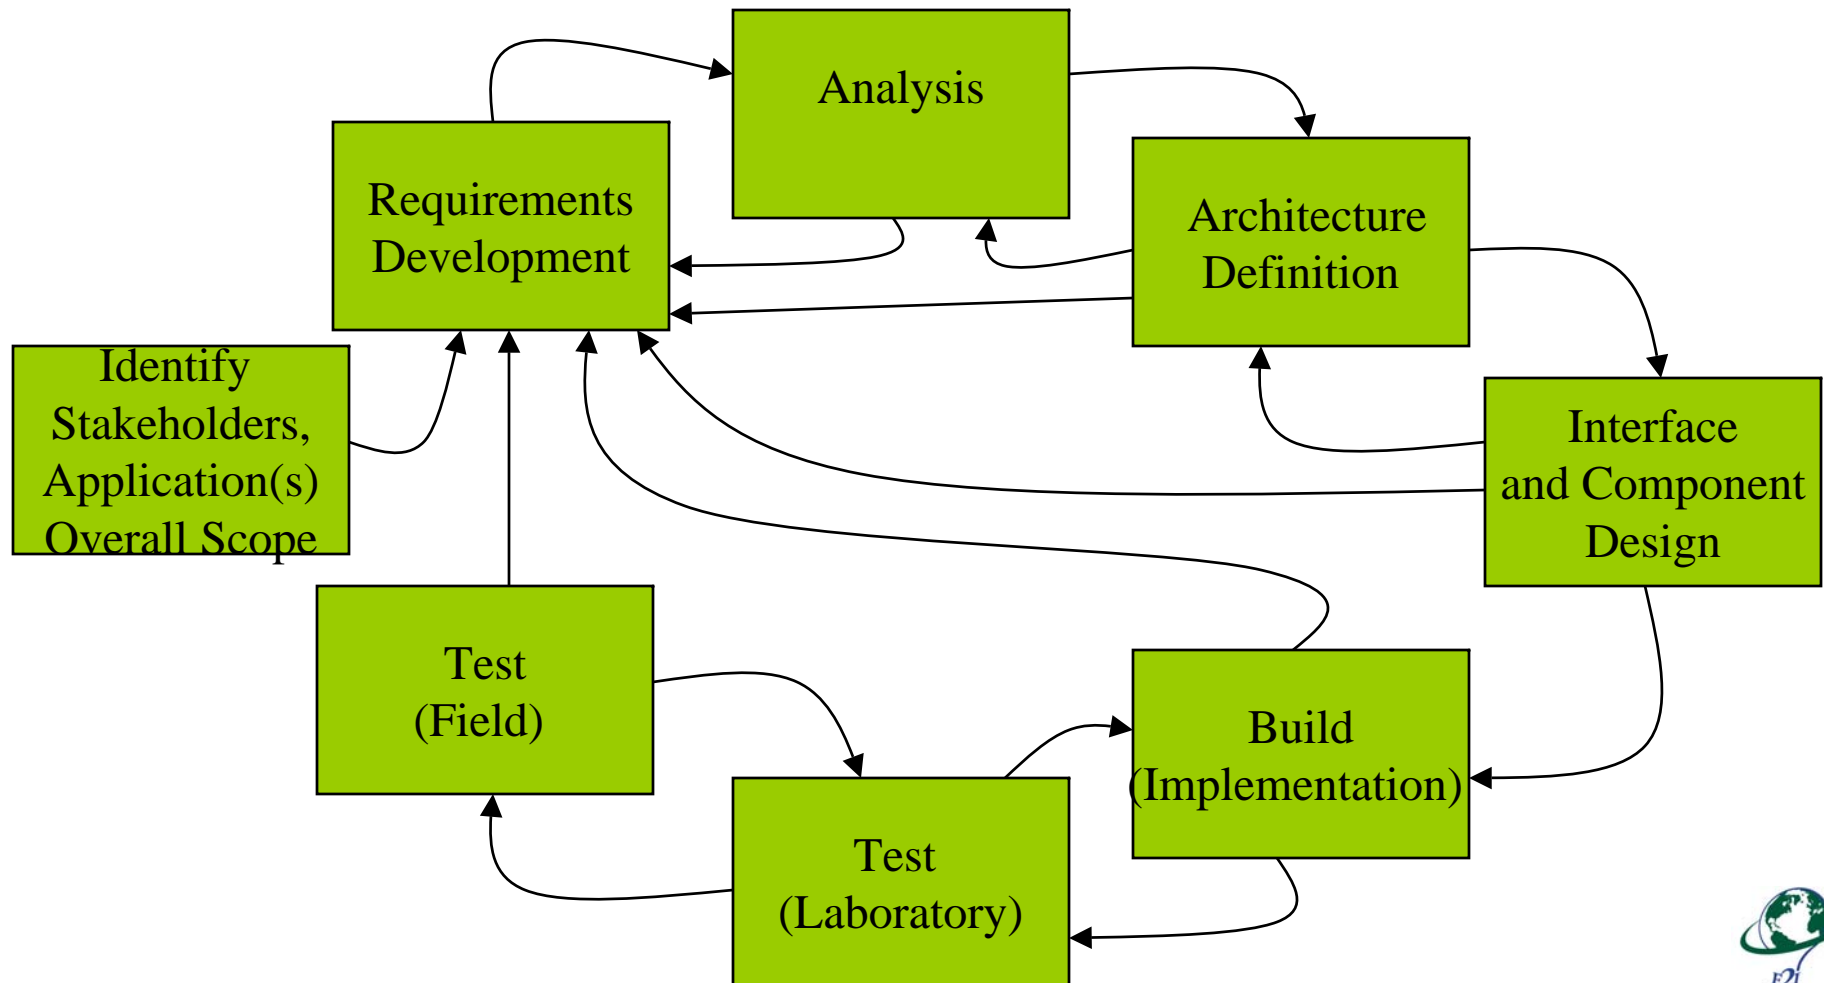 Analysis
Requirements
Development
Architecture
Definition
Identify
Stakeholders,
Application(s)
Overall Scope
Interface
and Component
Design
Test
(Field)
Build
(Implementation)
Test
(Laboratory)